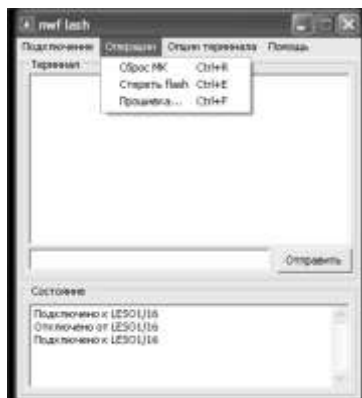 nwf lash
Подключение Операции Опции терминала Помощь
Терминал
Сброс МК Ctrl+R
Стереть flash Ctrl+E
Прошивка... Ctrl+F
Отправить
Состояние
Подключено к LESO1/16
Отключено от LESO1/16
Подключено к LESO1/16